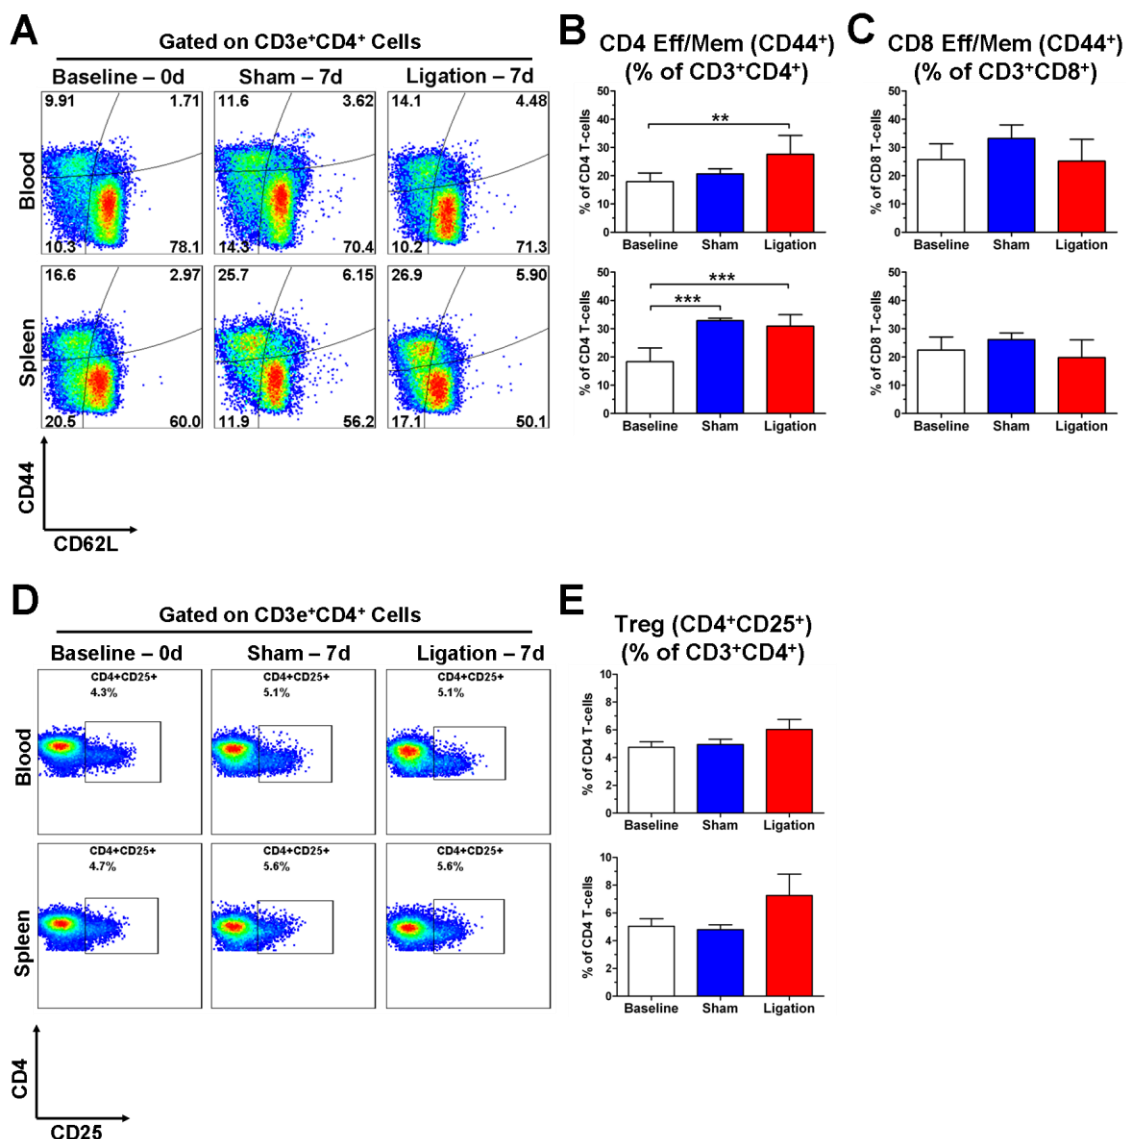 A
Gated on CD3e⁺CD4⁺ Cells
Baseline – 0d Sham – 7d Ligation – 7d
Blood
9.91 1.71 11.6 3.62 14.1 4.48
10.3 78.1 14.3 70.4 10.2 71.3
Spleen
16.6 2.97 25.7 6.15 26.9 5.90
20.5 60.0 11.9 56.2 17.1 50.1
CD44
CD62L
B
CD4 Eff/Mem (CD44⁺)
(% of CD3⁺CD4⁺)
% of CD4 T-cells
50
40
30
20
10
0
**
Baseline Sham Ligation
% of CD4 T-cells
50
40
30
20
10
0
***
***
Baseline Sham Ligation
C
CD8 Eff/Mem (CD44⁺)
(% of CD3⁺CD8⁺)
% of CD8 T-cells
50
40
30
20
10
0
Baseline Sham Ligation
% of CD8 T-cells
50
40
30
20
10
0
Baseline Sham Ligation
D
Gated on CD3e⁺CD4⁺ Cells
Baseline – 0d Sham – 7d Ligation – 7d
Blood
CD4+CD25+ CD4+CD25+ CD4+CD25+
4.3% 5.1% 5.1%
Spleen
CD4+CD25+ CD4+CD25+ CD4+CD25+
4.7% 5.6% 5.6%
CD4
CD25
E
Treg (CD4⁺CD25⁺)
(% of CD3⁺CD4⁺)
% of CD4 T-cells
10
8
6
4
2
0
Baseline Sham Ligation
% of CD4 T-cells
10
8
6
4
2
0
Baseline Sham Ligation